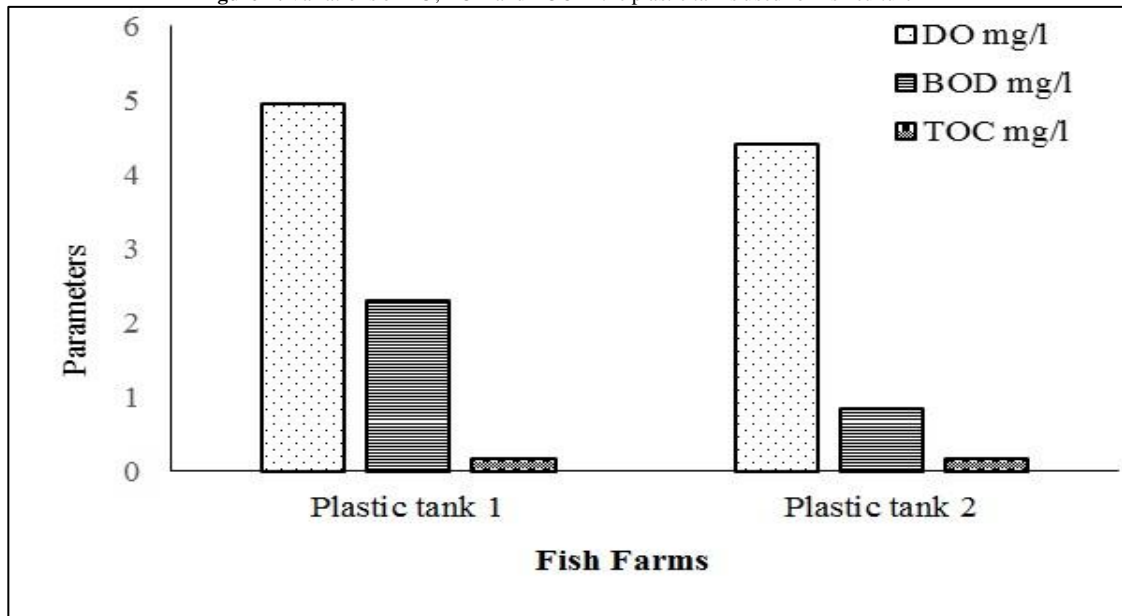 6
5
4
3
2
1
0
Parameters
DO mg/l
BOD mg/l
TOC mg/l
Plastic tank 1
Plastic tank 2
Fish Farms